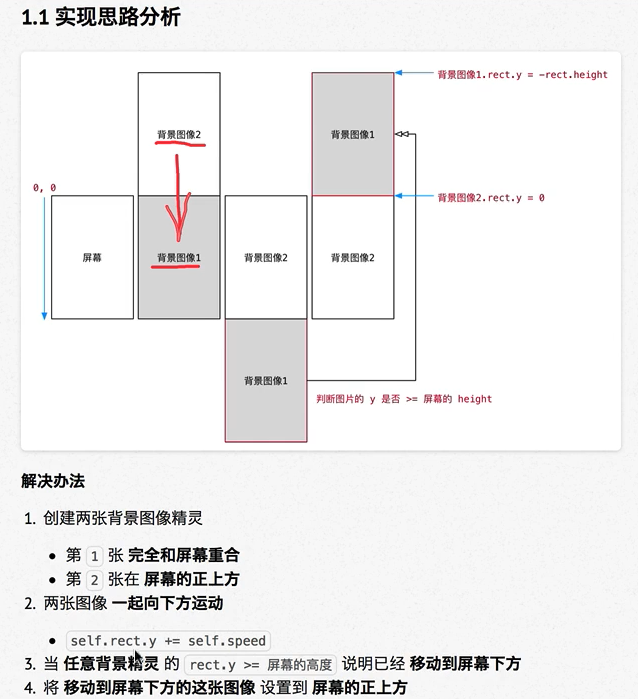 1.1 实现思路分析
背景图像1.rect.y = -rect.height
背景图像2
背景图像1
0, 0
背景图像2.rect.y = 0
屏幕
背景图像1
背景图像2
背景图像2
背景图像1
判断图片的 y 是否 >= 屏幕的 height
解决办法
1. 创建两张背景图像精灵
• 第 1 张 完全和屏幕重合
• 第 2 张在 屏幕的正上方
2. 两张图像 一起向下方运动
• self.rect.y += self.speed
3. 当 任意背景精灵 的 rect.y >= 屏幕的高度 说明已经 移动到屏幕下方
4. 将 移动到屏幕下方的这张图像 设置到 屏幕的正上方